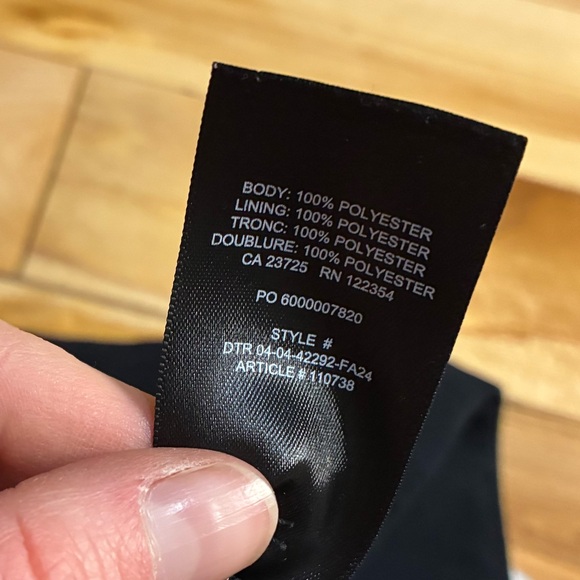 BODY: 100% POLYESTER
LINING: 100% POLYESTER
TRONC: 100% POLYESTER
DOUBLURE: 100% POLYESTER
CA 23725 RN 122354
PO 6000007820
STYLE #
DTR 04-04-42292-FA24
ARTICLE # 110738